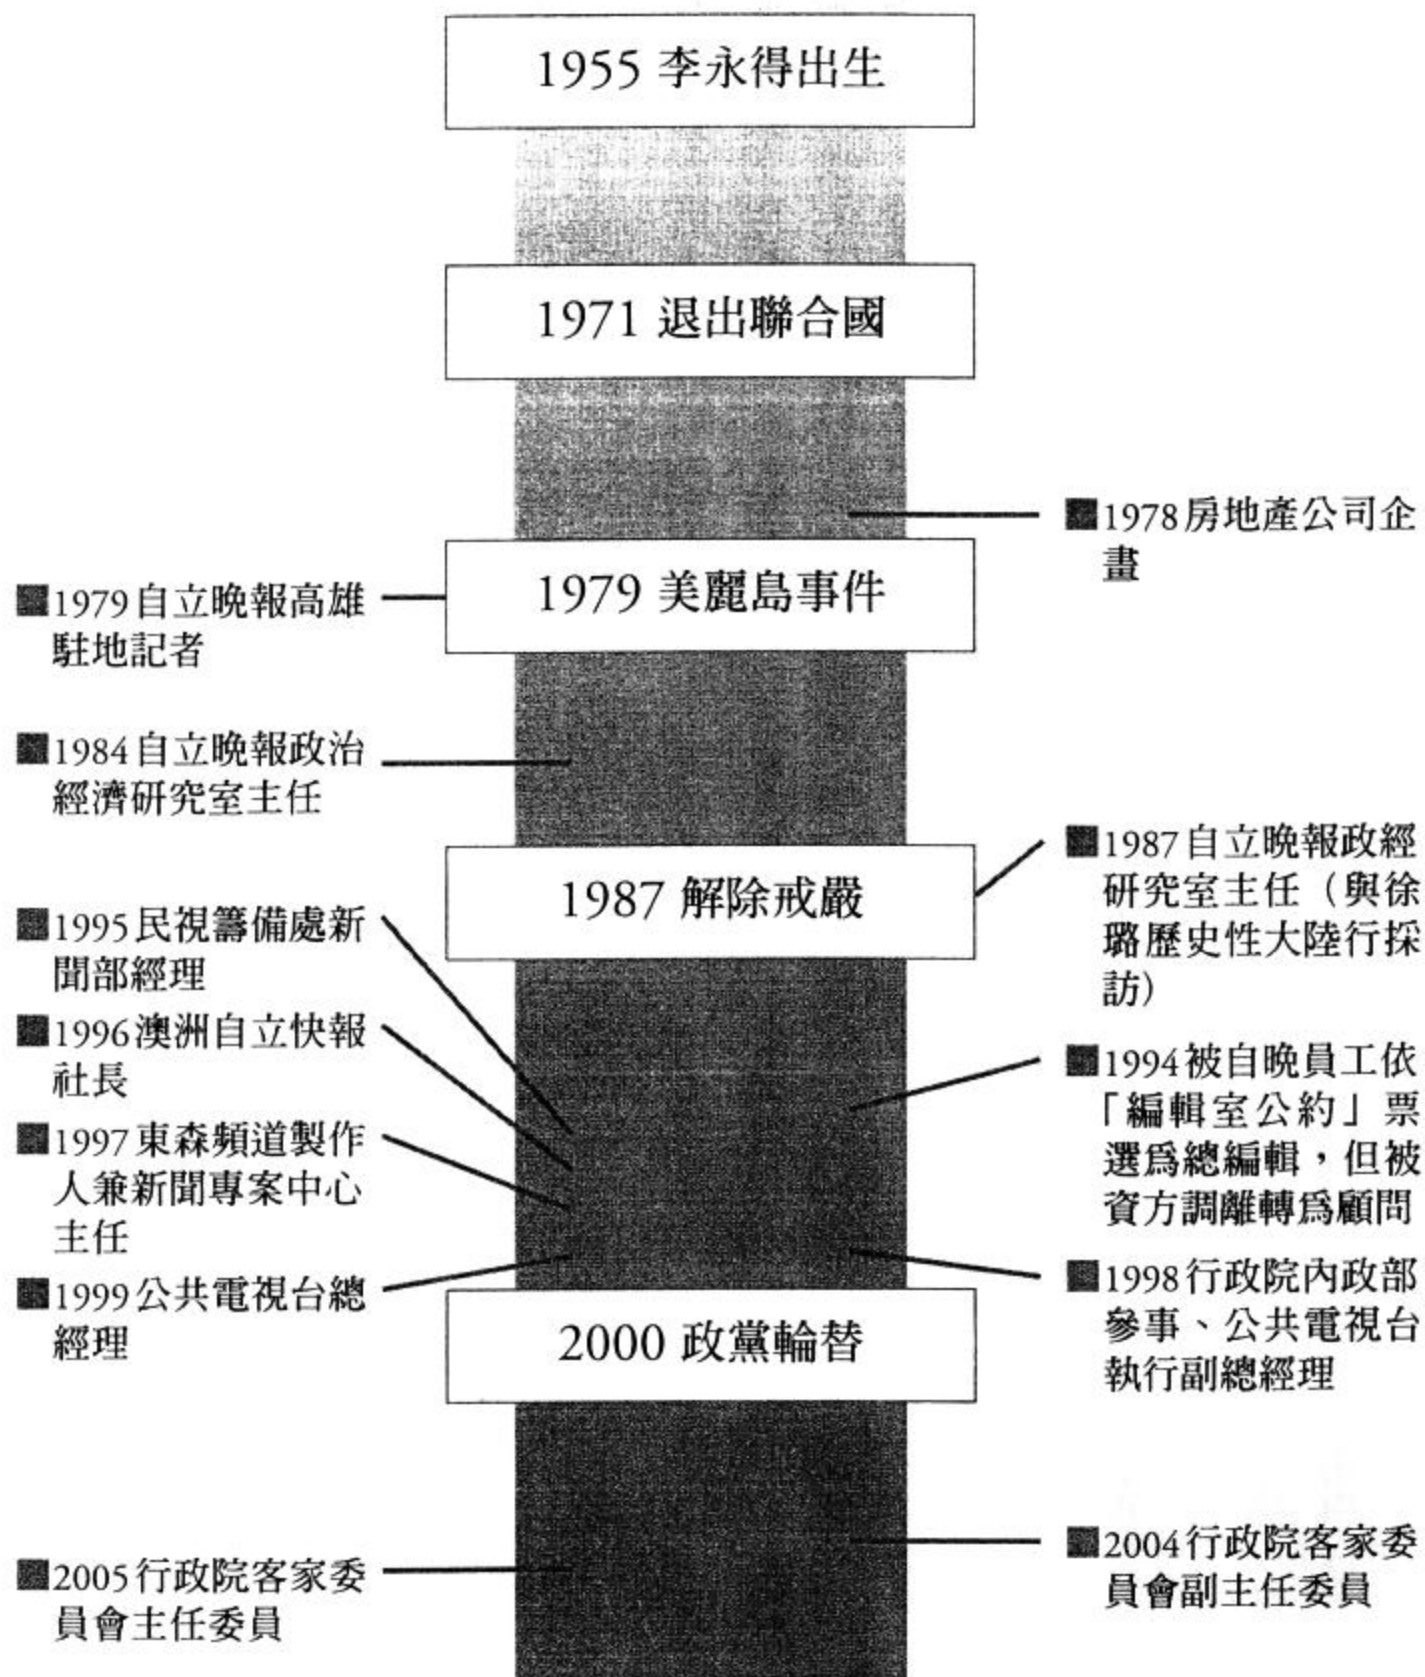 1955 李永得出生
1971 退出聯合國
■1978房地產公司企
畫
1979 美麗島事件
■1979自立晚報高雄
駐地記者
■1984自立晚報政治
經濟研究室主任
1987 解除戒嚴
■1987自立晚報政經
研究室主任（與徐
璐歷史性大陸行採
訪）
■1994被自晚員工依
「編輯室公約」票
選爲總編輯，但被
資方調離轉爲顧問
■1995民視籌備處新
聞部經理
■1996澳洲自立快報
社長
■1997東森頻道製作
人兼新聞專案中心
主任
■1998行政院內政部
參事、公共電視台
執行副總經理
■1999公共電視台總
經理
2000 政黨輪替
■2004行政院客家委
員會副主任委員
■2005行政院客家委
員會主任委員